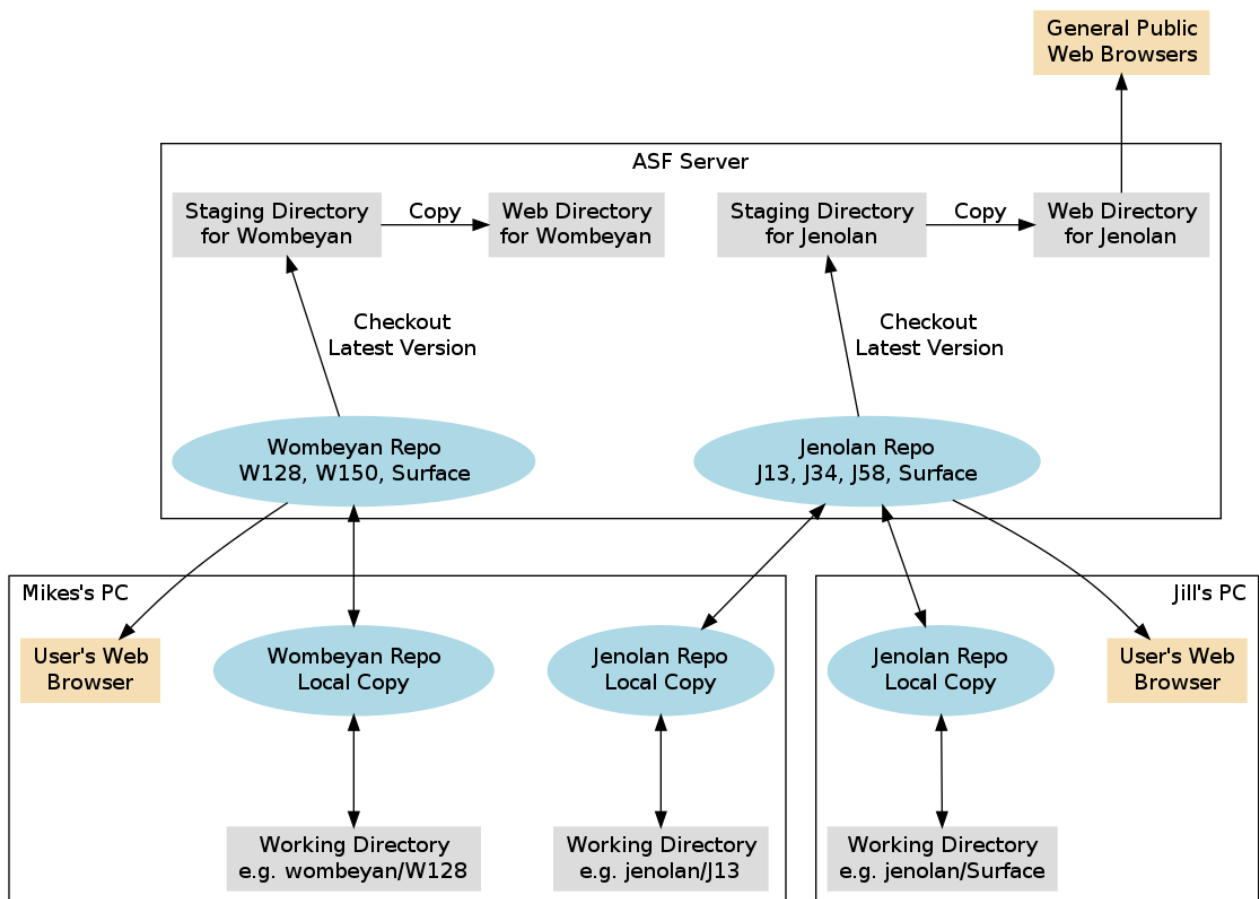 General Public
Web Browsers
ASF Server
Staging Directory
for Wombeyan
Copy
Web Directory
for Wombeyan
Staging Directory
for Jenolan
Copy
Web Directory
for Jenolan
Checkout
Latest Version
Checkout
Latest Version
Wombeyan Repo
W128, W150, Surface
Jenolan Repo
J13, J34, J58, Surface
Mikes's PC
Jill's PC
User's Web
Browser
Wombeyan Repo
Local Copy
Jenolan Repo
Local Copy
Jenolan Repo
Local Copy
User's Web
Browser
Working Directory
e.g. wombeyan/W128
Working Directory
e.g. jenolan/J13
Working Directory
e.g. jenolan/Surface